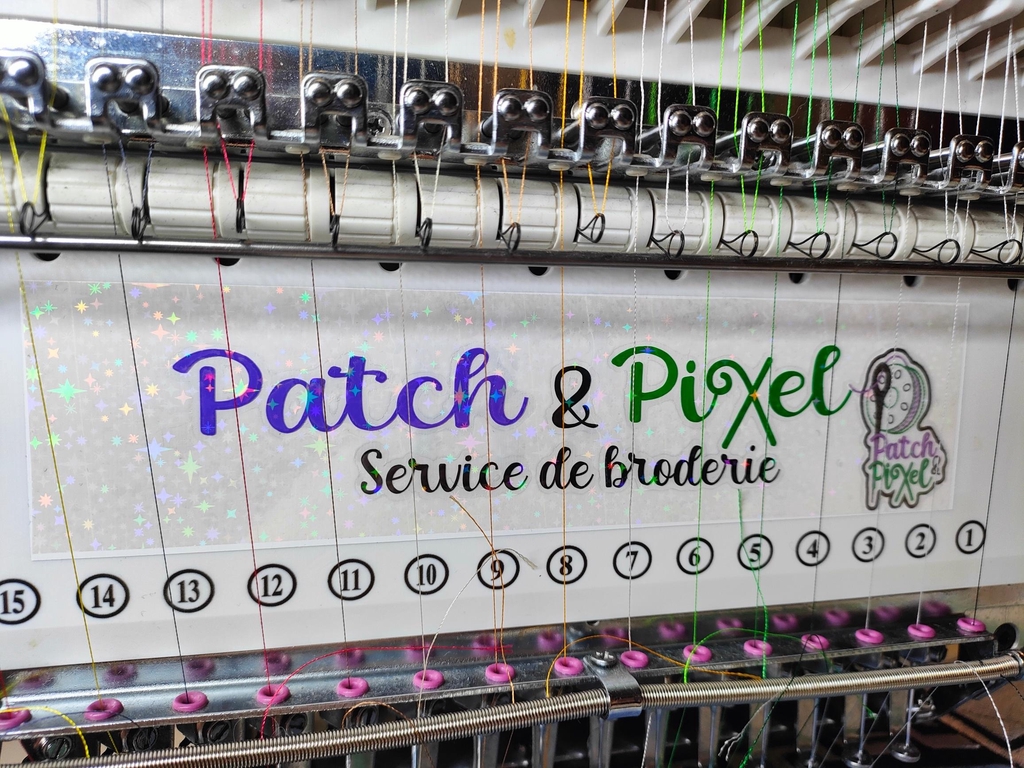 Patch & Pixel
Service de broderie
Patch
&
Pixel
15 14 13 12 11 10 9 8 7 6 5 4 3 2 1